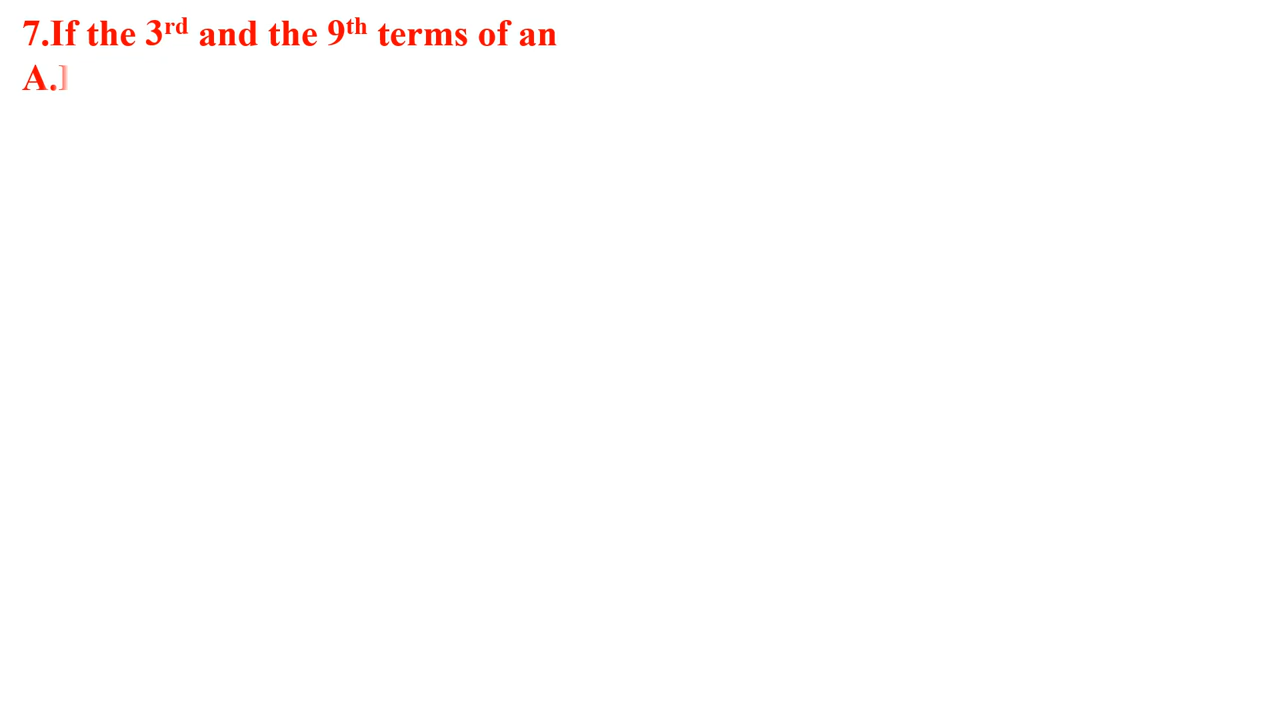 7.If the 3rd and the 9th terms of an
A.